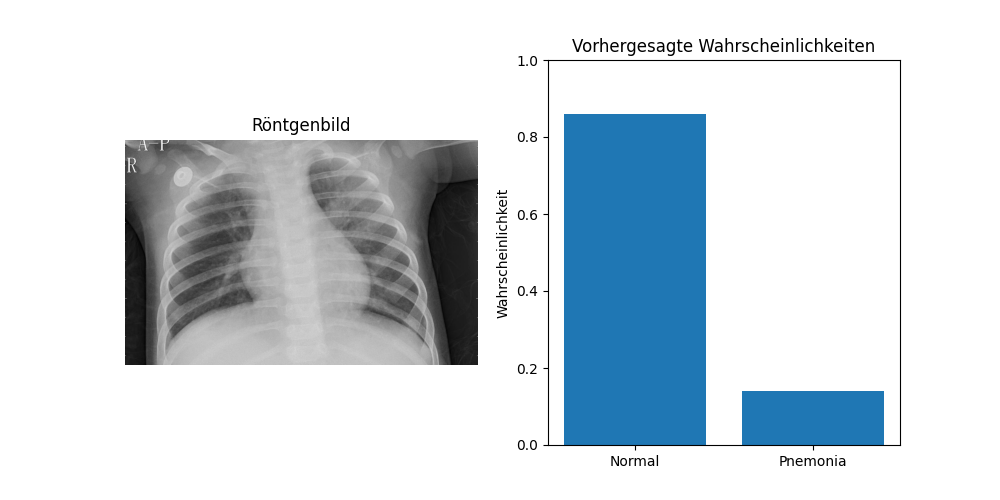 Röntgenbild
A-P
R
Vorhergesagte Wahrscheinlichkeiten
Wahrscheinlichkeit
1.0
0.8
0.6
0.4
0.2
0.0
Normal
Pnemonia